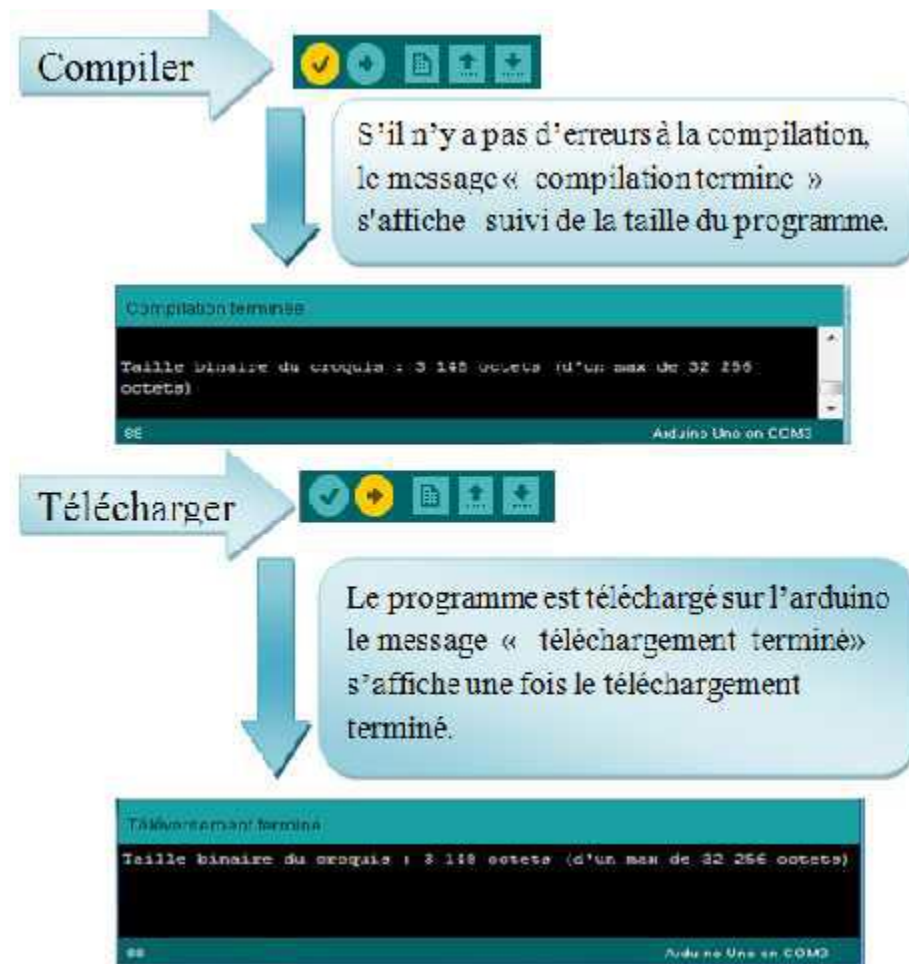 Compiler
S'il n'y a pas d'erreurs à la compilation,
le message « compilation termine »
s'affiche suivi de la taille du programme.
Compilation terminée
Taille binaire du croquis : 3 148 octets (d'un max de 32 256
octets)
Arduino Uno on COM3
Télécharger
Le programme est téléchargé sur l'arduino
le message « téléchargement terminé»
s'affiche une fois le téléchargement
terminé.
Téléversement terminé
Taille binaire du croquis : 3 148 octets (d'un max de 32 256 octets)
Arduino Uno on COM3